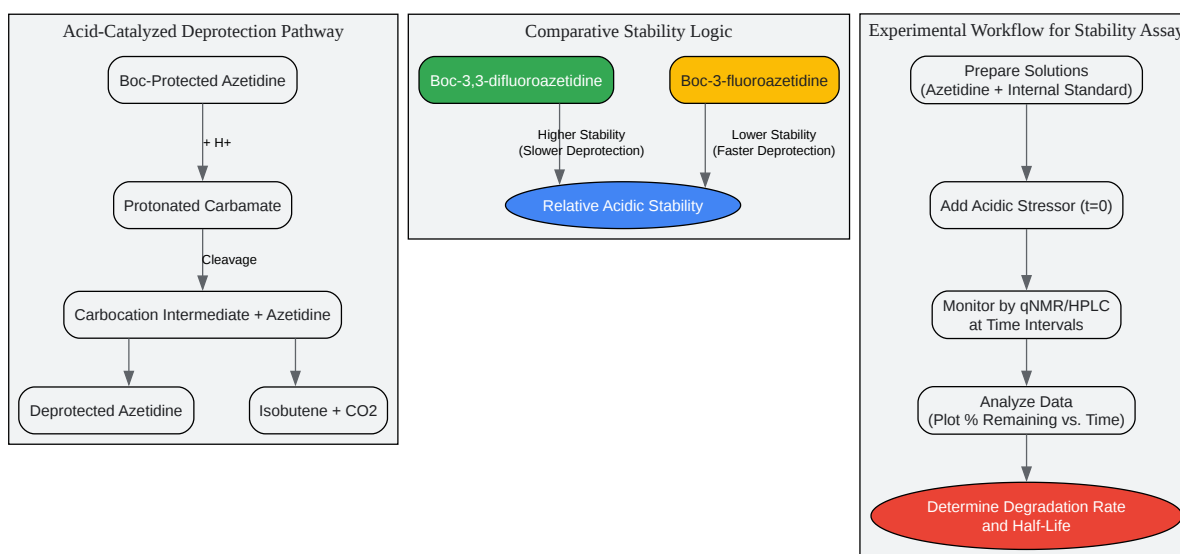 Acid-Catalyzed Deprotection Pathway
Boc-Protected Azetidine
+ H+
Protonated Carbamate
Cleavage
Carbocation Intermediate + Azetidine
Deprotected Azetidine
Isobutene + CO2
Comparative Stability Logic
Boc-3,3-difluoroazetidine
Boc-3-fluoroazetidine
Higher Stability
(Slower Deprotection)
Lower Stability
(Faster Deprotection)
Relative Acidic Stability
Experimental Workflow for Stability Assay
Prepare Solutions
(Azetidine + Internal Standard)
Add Acidic Stressor (t=0)
Monitor by qNMR/HPLC
at Time Intervals
Analyze Data
(Plot % Remaining vs. Time)
Determine Degradation Rate
and Half-Life